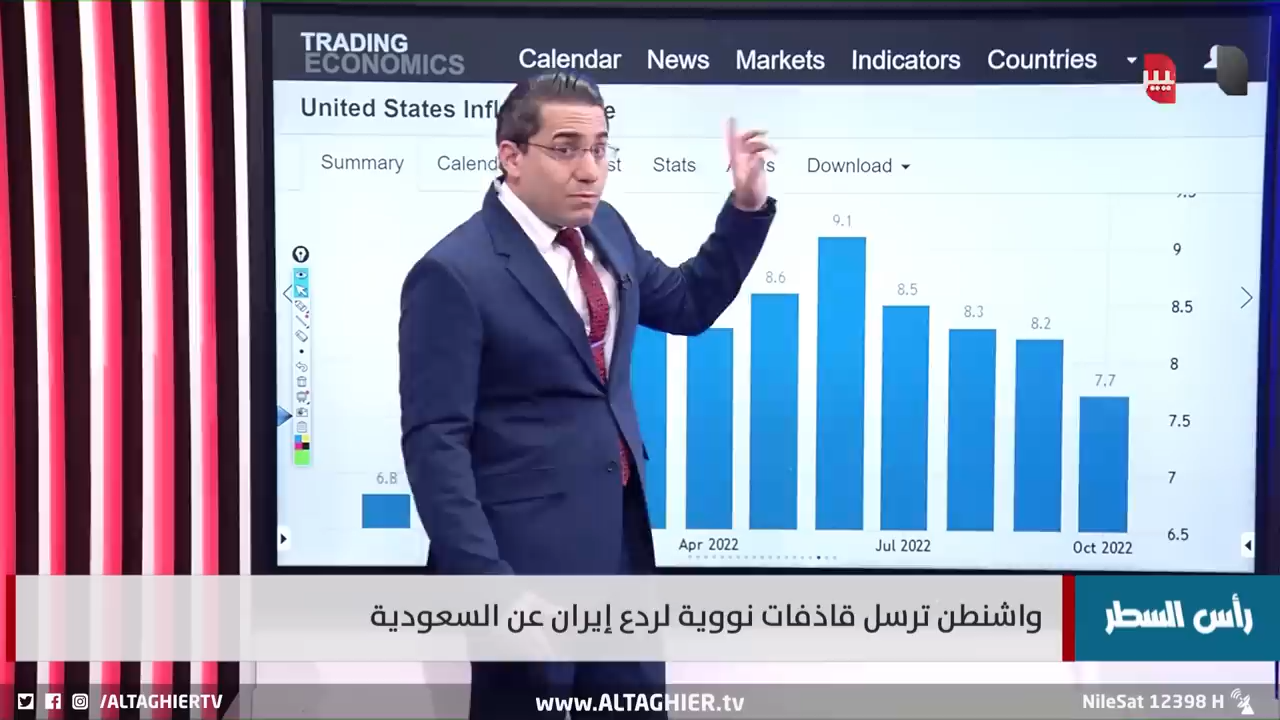 TRADING
ECONOMICS
Calendar News Markets Indicators Countries
United States Infl
Summary Calend st Stats Download
9.1
9
8.6
8.5
8.5
8.3
8.2
8
7.7
7.5
6.8
7
6.5
Apr 2022 Jul 2022 Oct 2022
واشنطن ترسل قاذفات نووية لردع إيران عن السعودية
رأس السطر
/ALTAGHIERTV
www.ALTAGHIER.tv
NileSat 12398 H